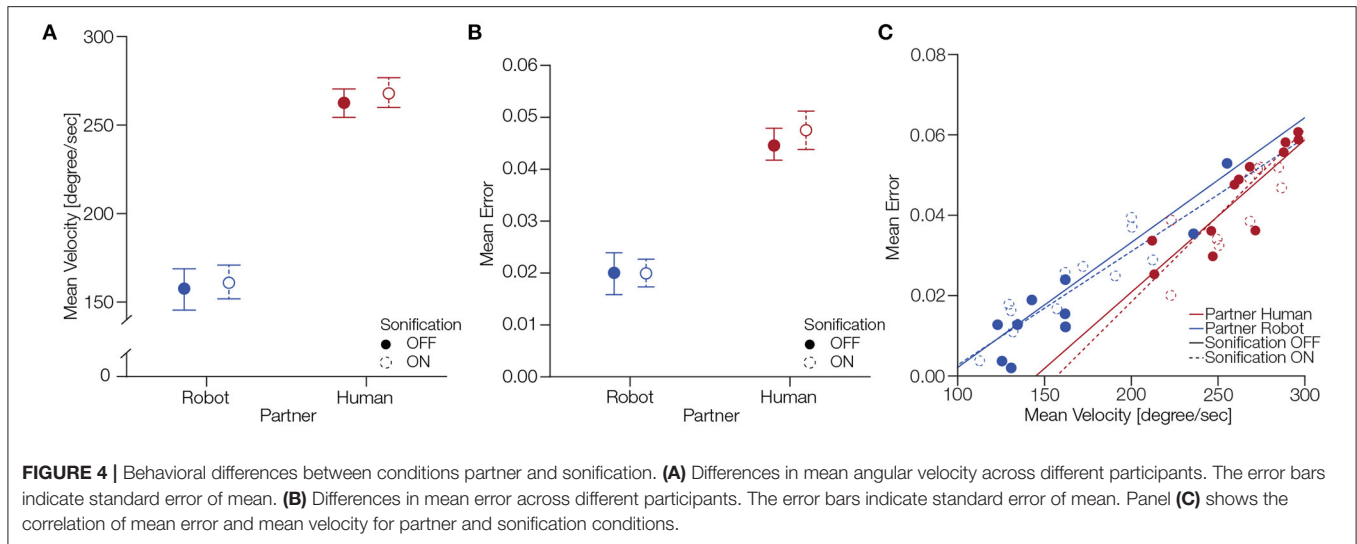 A
300
250
200
150
0
Mean Velocity [degree/sec]
Robot
Human
Partner
Sonification
OFF
ON
B
0.06
0.05
0.04
0.03
0.02
0.01
0.00
Mean Error
Robot
Human
Partner
Sonification
OFF
ON
C
0.08
0.06
0.04
0.02
0.00
Mean Error
100
150
200
250
300
Mean Velocity [degree/sec]
Partner Human
Partner Robot
Sonification OFF
Sonification ON
FIGURE 4 | Behavioral differences between conditions partner and sonification. (A) Differences in mean angular velocity across different participants. The error bars
indicate standard error of mean. (B) Differences in mean error across different participants. The error bars indicate standard error of mean. Panel (C) shows the
correlation of mean error and mean velocity for partner and sonification conditions.